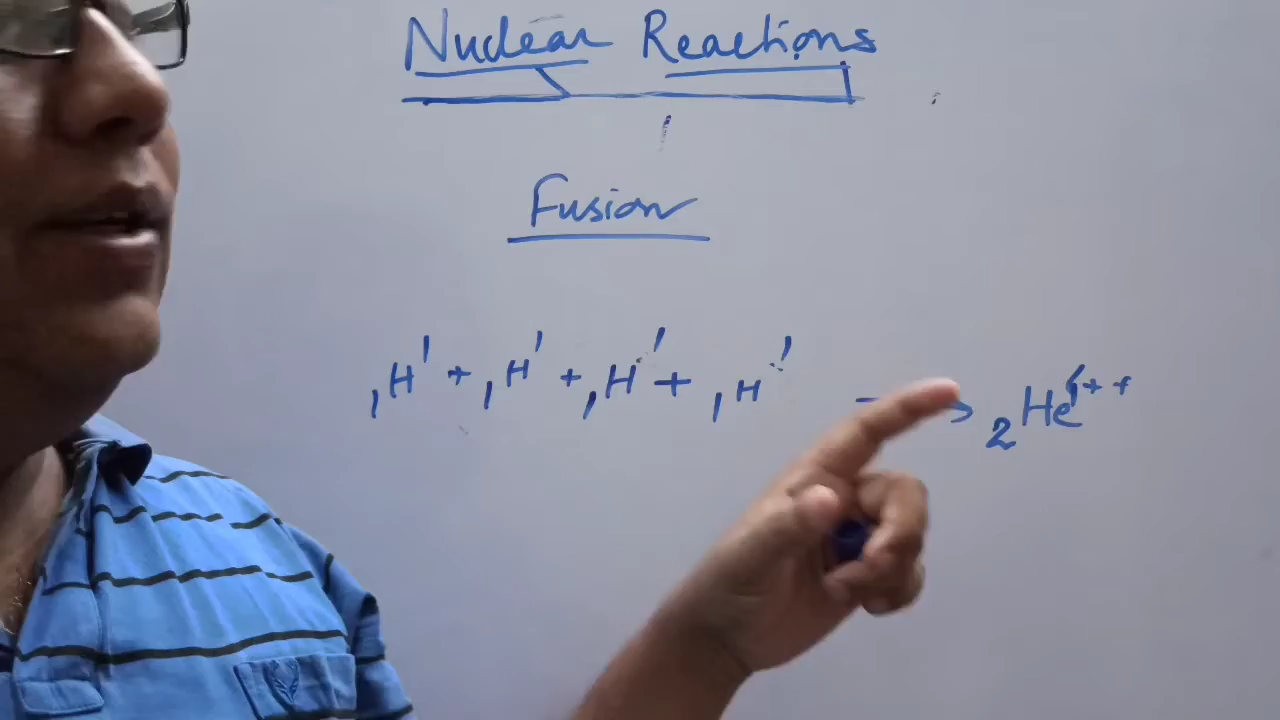 Nuclear Reactions
Fusion
₁H¹ + ₁H¹ + ₁H¹ + ₁H¹ → ₂He⁴⁺⁺